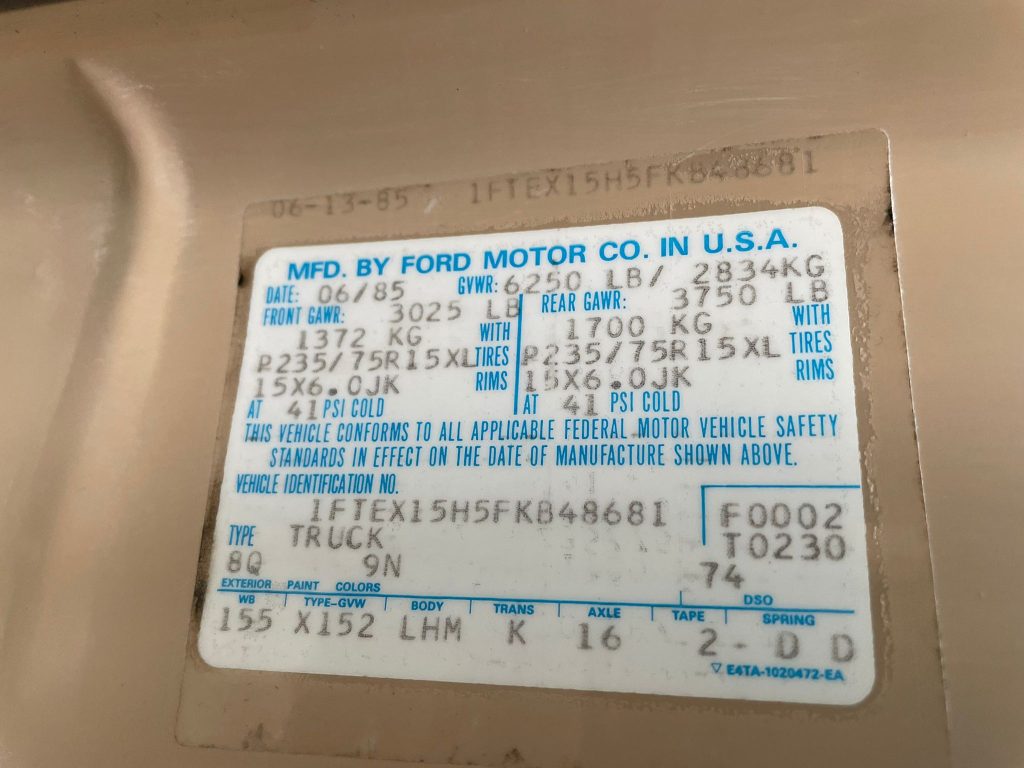 06-13-85 1FTEX15H5FKB48681
MFD. BY FORD MOTOR CO. IN U.S.A.
DATE: 06/85 GVWR: 6250 LB/ 2834KG
FRONT GAWR: 3025 LB REAR GAWR: 3750 LB
1372 KG WITH 1700 KG WITH
P235/75R15XL TIRES P235/75R15XL TIRES
15X6.0JK RIMS 15X6.0JK RIMS
AT 41 PSI COLD AT 41 PSI COLD
THIS VEHICLE CONFORMS TO ALL APPLICABLE FEDERAL MOTOR VEHICLE SAFETY
STANDARDS IN EFFECT ON THE DATE OF MANUFACTURE SHOWN ABOVE.
VEHICLE IDENTIFICATION NO.
1FTEX15H5FKB48681 F0002
TYPE TRUCK T0230
8Q 9N 74
EXTERIOR PAINT COLORS DSO
WB TYPE-GVW BODY TRANS AXLE TAPE SPRING
155 X152 LHM K 16 2- D D
▽ E4TA-1020472-EA